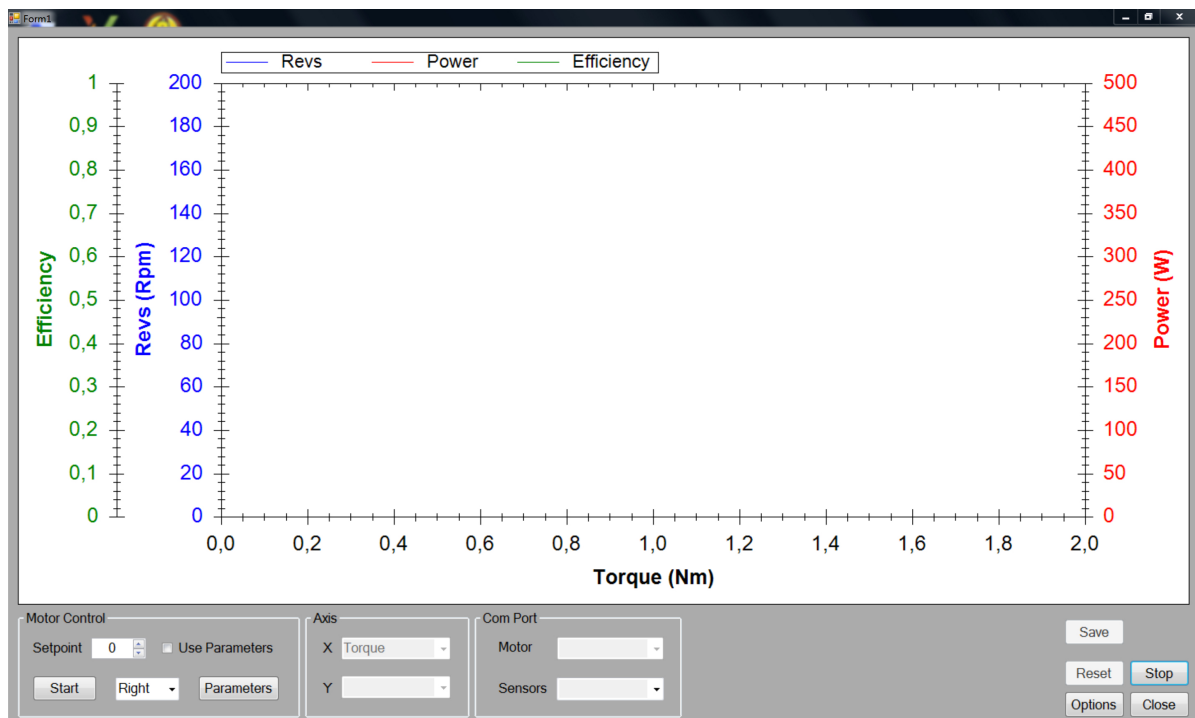 Form1
Revs Power Efficiency
1 200 500
0,9 180 450
0,8 160 400
0,7 140 350
0,6 120 300
0,5 100 250
0,4 80 200
0,3 60 150
0,2 40 100
0,1 20 50
0 0 0
Efficiency
Revs (Rpm)
Power (W)
0,0 0,2 0,4 0,6 0,8 1,0 1,2 1,4 1,6 1,8 2,0
Torque (Nm)
Motor Control
Setpoint 0 Use Parameters
Start Right Parameters
Axis
X Torque
Y
Com Port
Motor
Sensors
Save
Reset Stop
Options Close